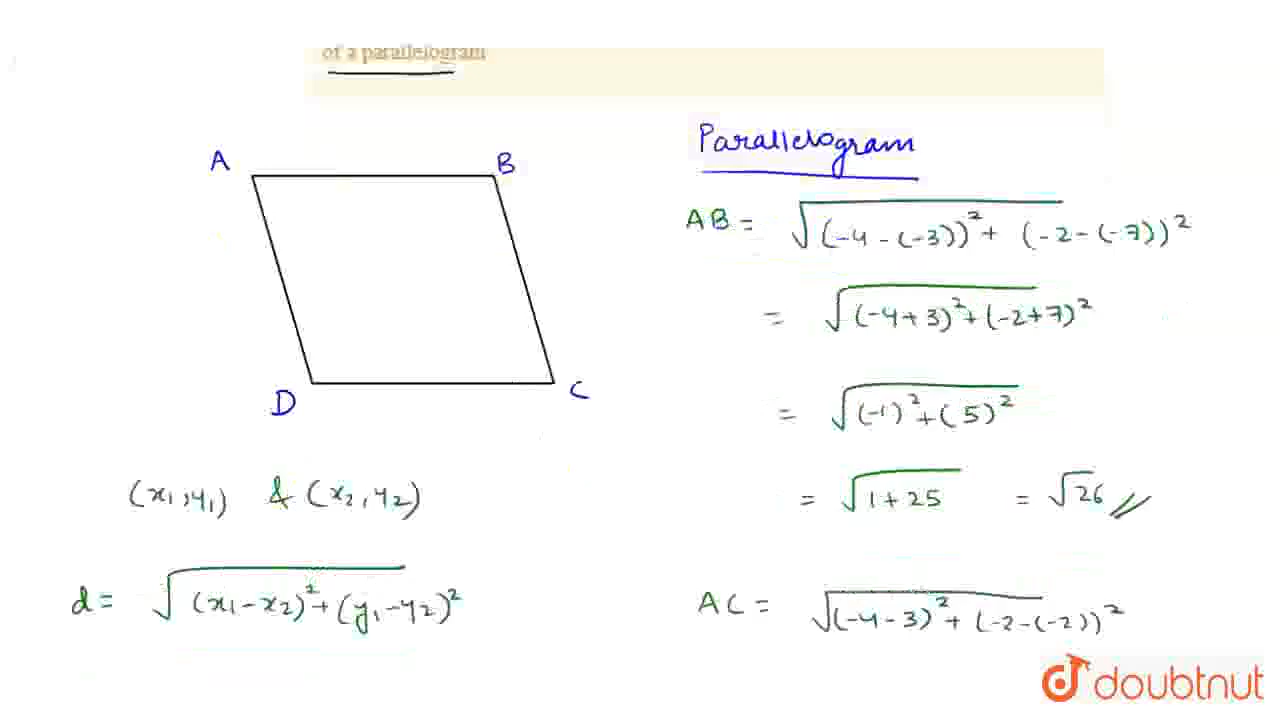 of a parallelogram
Parallelogram
A
B
D
C
AB = √(-4-(-3))² + (-2-(-7))²
= √(-4+3)² + (-2+7)²
= √(-1)² + (5)²
= √1+25 = √26 //
(x₁, y₁) & (x₂, y₂)
d = √(x₁-x₂)² + (y₁-y₂)²
AC = √(-4-3)² + (-2-(-2))²
doubtnut